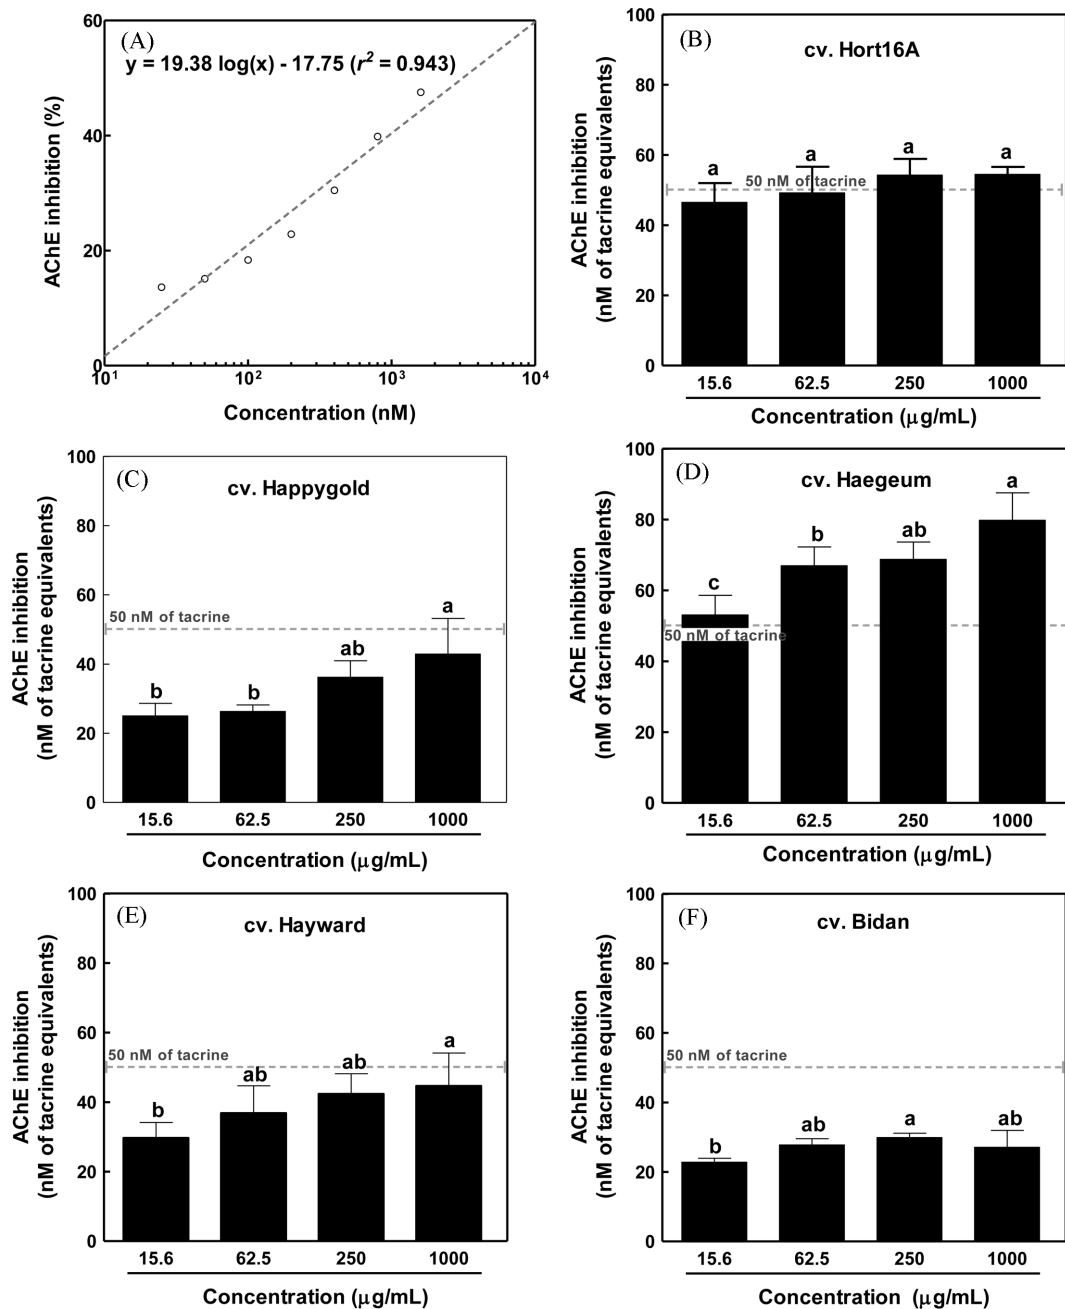 (A)
y = 19.38 log(x) - 17.75 (r² = 0.943)
AChE inhibition (%)
60
40
20
0
10¹
10²
10³
10⁴
Concentration (nM)
(B)
cv. Hort16A
AChE inhibition
(nM of tacrine equivalents)
100
80
60
40
20
0
a
a
a
a
50 nM of tacrine
15.6
62.5
250
1000
Concentration (µg/mL)
(C)
cv. Happygold
AChE inhibition
(nM of tacrine equivalents)
100
80
60
40
20
0
50 nM of tacrine
b
b
ab
a
15.6
62.5
250
1000
Concentration (µg/mL)
(D)
cv. Haegeum
AChE inhibition
(nM of tacrine equivalents)
100
80
60
40
20
0
c
b
ab
a
50 nM of tacrine
15.6
62.5
250
1000
Concentration (µg/mL)
(E)
cv. Hayward
AChE inhibition
(nM of tacrine equivalents)
100
80
60
40
20
0
50 nM of tacrine
b
ab
ab
a
15.6
62.5
250
1000
Concentration (µg/mL)
(F)
cv. Bidan
AChE inhibition
(nM of tacrine equivalents)
100
80
60
40
20
0
50 nM of tacrine
b
ab
a
ab
15.6
62.5
250
1000
Concentration (µg/mL)